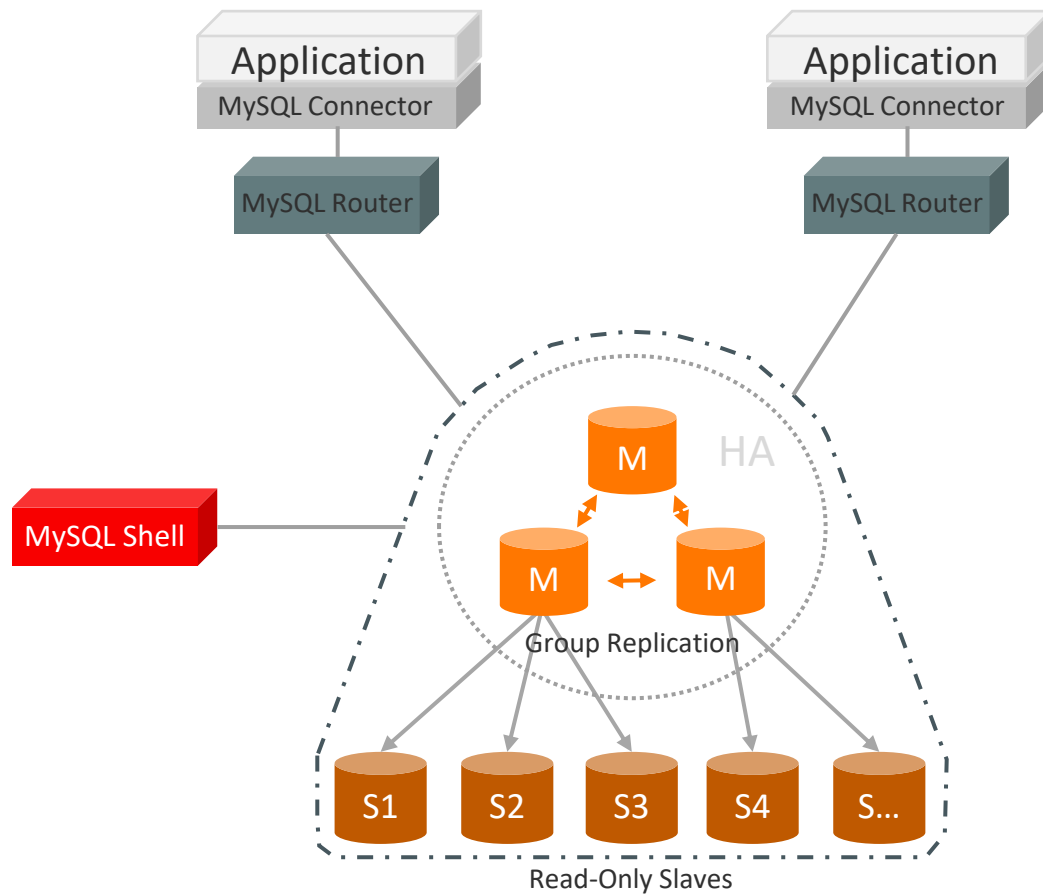 Application
MySQL Connector
MySQL Router
Application
MySQL Connector
MySQL Router
HA
M
MySQL Shell
M
M
Group Replication
S1
S2
S3
S4
S...
Read-Only Slaves